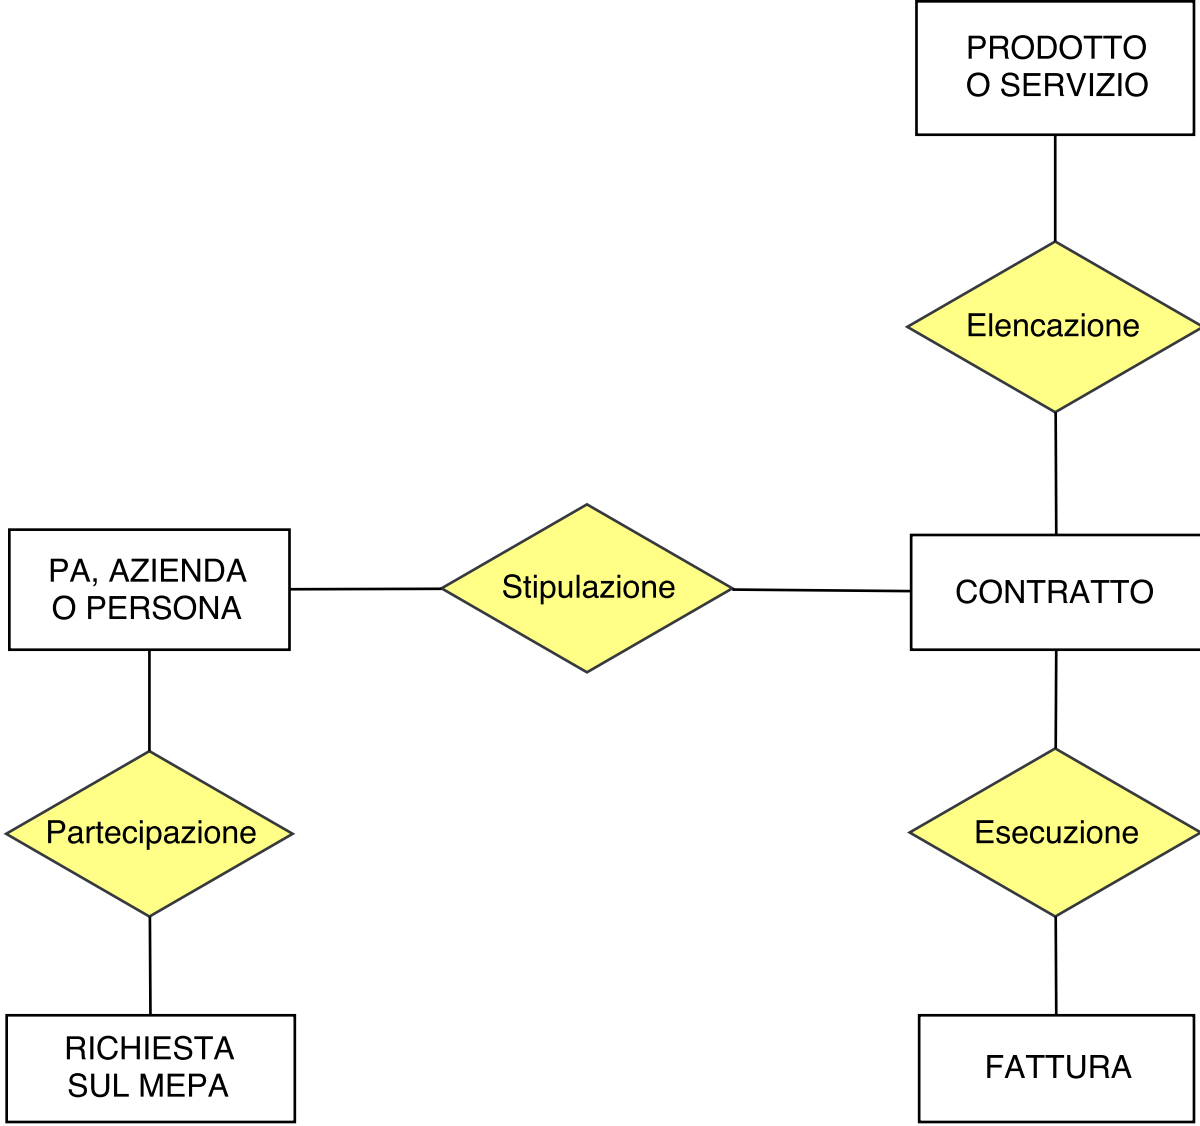 PRODOTTO
O SERVIZIO
Elencazione
PA, AZIENDA
O PERSONA
Stipulazione
CONTRATTO
Partecipazione
Esecuzione
RICHIESTA
SUL MEPA
FATTURA